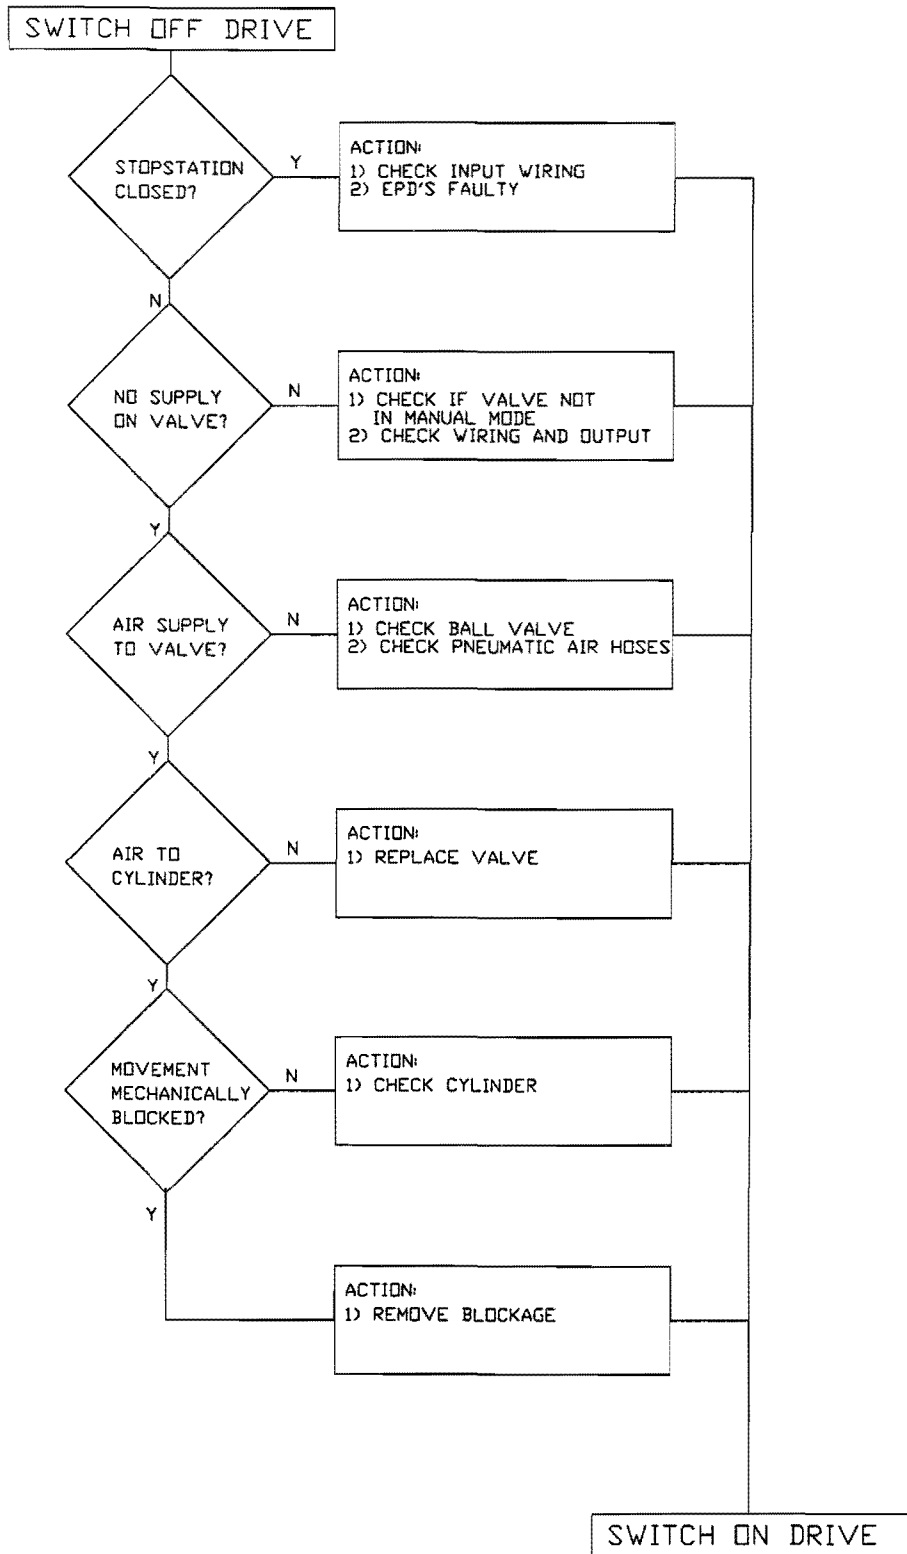 SWITCH OFF DRIVE
STOPSTATION
CLOSED?
Y
ACTION:
1) CHECK INPUT WIRING
2) EPD'S FAULTY
N
NO SUPPLY
ON VALVE?
N
ACTION:
1) CHECK IF VALVE NOT
IN MANUAL MODE
2) CHECK WIRING AND OUTPUT
Y
AIR SUPPLY
TO VALVE?
N
ACTION:
1) CHECK BALL VALVE
2) CHECK PNEUMATIC AIR HOSES
Y
AIR TO
CYLINDER?
N
ACTION:
1) REPLACE VALVE
Y
MOVEMENT
MECHANICALLY
BLOCKED?
N
ACTION:
1) CHECK CYLINDER
Y
ACTION:
1) REMOVE BLOCKAGE
SWITCH ON DRIVE